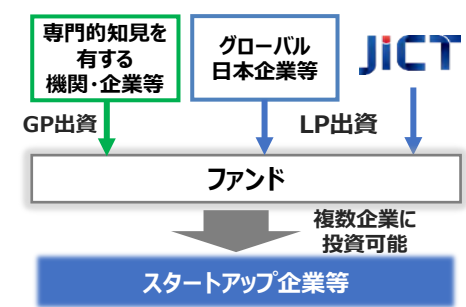 専門的知見を
有する
機関・企業等
グローバル
日本企業等
JICT
GP出資
LP出資
ファンド
複数企業に
投資可能
スタートアップ企業等